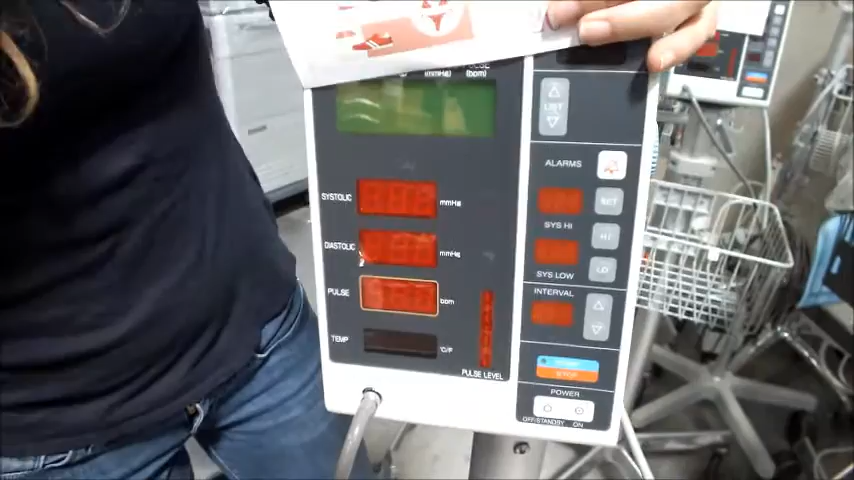 mmHg)
(bpm)
LIST
SYSTOLIC
mmHg
DIASTOLIC
mmHg
PULSE
bpm
TEMP
°C/°F
PULSE LEVEL
ALARMS
SET
SYS HI
HI
SYS LOW
LO
INTERVAL
START
STOP
POWER
OFF/STANDBY
ON